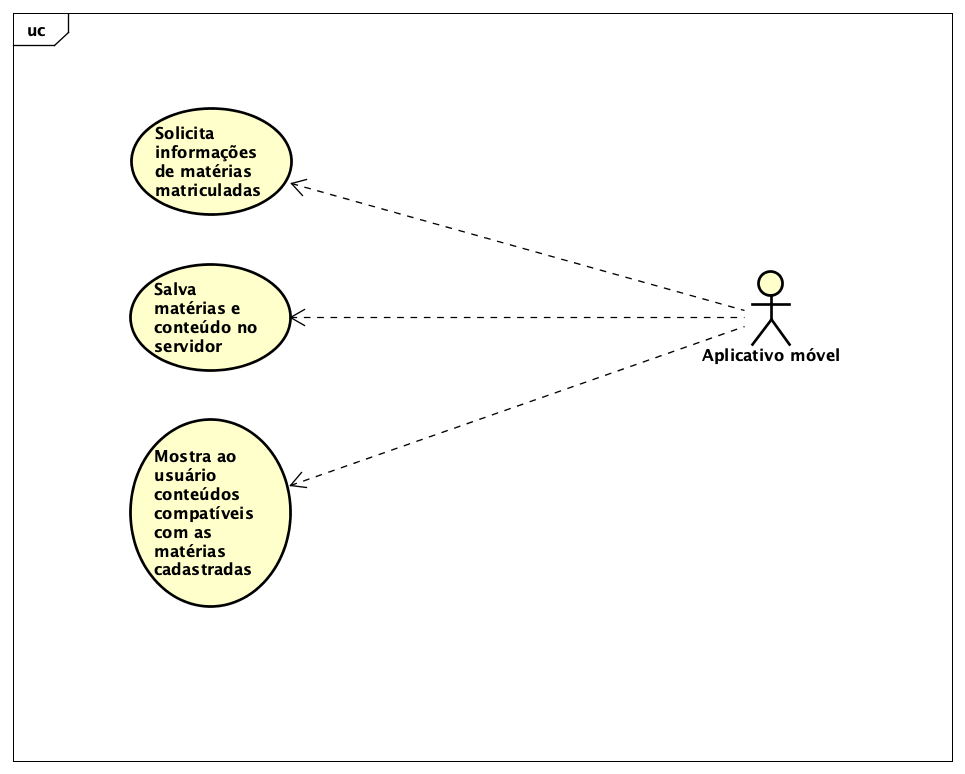 uc
Solicita
informações
de matérias
matriculadas
Salva
matérias e
conteúdo no
servidor
Aplicativo móvel
Mostra ao
usuário
conteúdos
compatíveis
com as
matérias
cadastradas